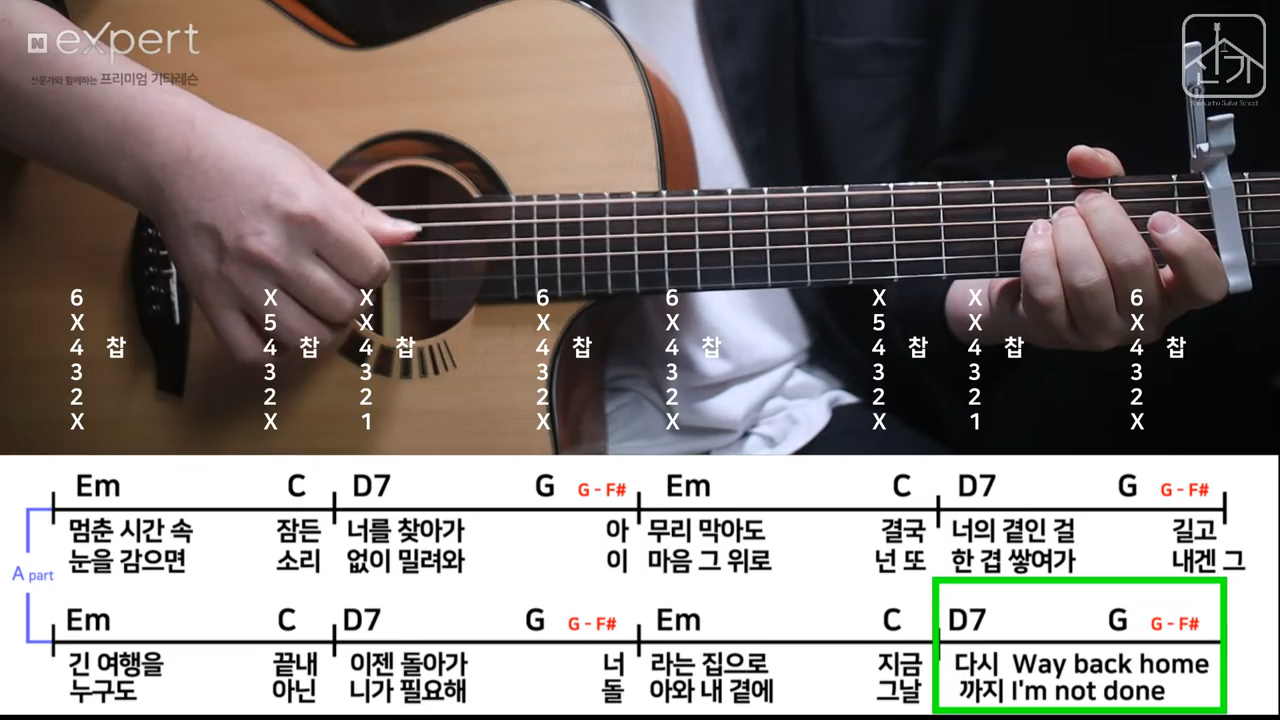 N expert
전문가와 함께하는 프리미엄 기타레슨
신기
6 X X 6 6 X X 6
X 5 X X X 5 X X
4 찹 4 찹 4 찹 4 찹 4 찹 4 찹 4 찹 4 찹
3 3 3 3 3 3 3 3
2 2 2 2 2 2 2 2
X X 1 X X X 1 X
Em C D7 G G - F# Em C D7 G G - F#
멈춘 시간 속 잠든 너를 찾아가 아 무리 막아도 결국 너의 곁인 걸 길고
눈을 감으면 소리 없이 밀려와 이 마음 그 위로 넌 또 한 겹 쌓여가 내겐 그
A part
Em C D7 G G - F# Em C D7 G G - F#
긴 여행을 끝내 이젠 돌아가 너 라는 집으로 지금 다시 Way back home
누구도 아닌 니가 필요해 돌 아와 내 곁에 그날 까지 I'm not done